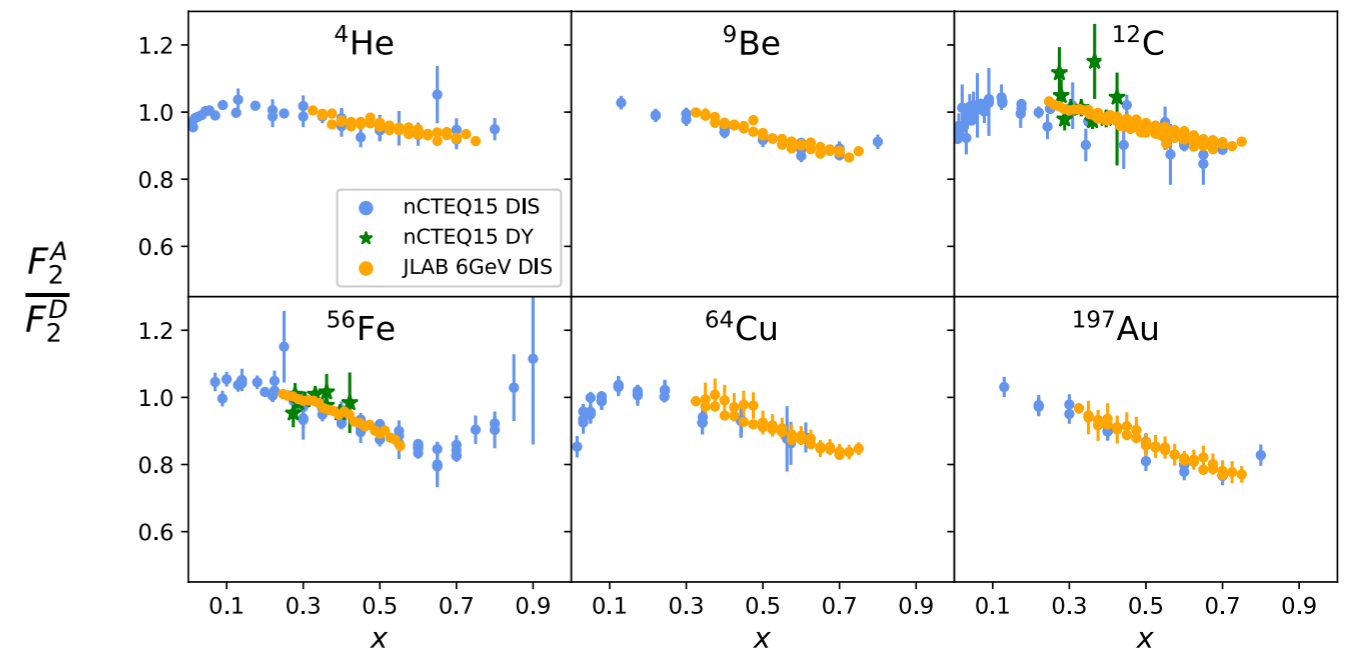 ⁴He
⁹Be
¹²C
1.2
1.0
0.8
0.6
nCTEQ15 DIS
nCTEQ15 DY
JLAB 6GeV DIS
F₂ᴬ
F₂ᴰ
⁵⁶Fe
⁶⁴Cu
¹⁹⁷Au
1.2
1.0
0.8
0.6
0.1 0.3 0.5 0.7 0.9 0.1 0.3 0.5 0.7 0.9 0.1 0.3 0.5 0.7 0.9
x x x